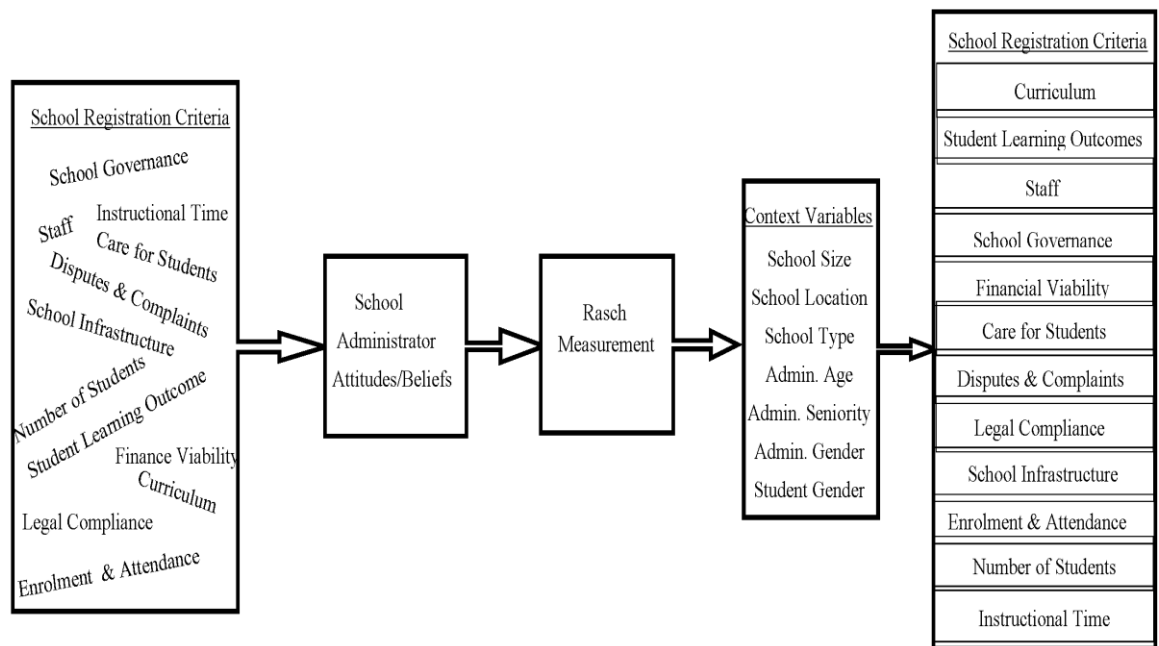 School Registration Criteria
School Governance
Instructional Time
Staff
Care for Students
Disputes & Complaints
School Infrastructure
Number of Students
Student Learning Outcome
Finance Viability
Curriculum
Legal Compliance
Enrolment & Attendance
School
Administrator
Attitudes/Beliefs
Rasch
Measurement
Context Variables
School Size
School Location
School Type
Admin. Age
Admin. Seniority
Admin. Gender
Student Gender
School Registration Criteria
Curriculum
Student Learning Outcomes
Staff
School Governance
Financial Viability
Care for Students
Disputes & Complaints
Legal Compliance
School Infrastructure
Enrolment & Attendance
Number of Students
Instructional Time